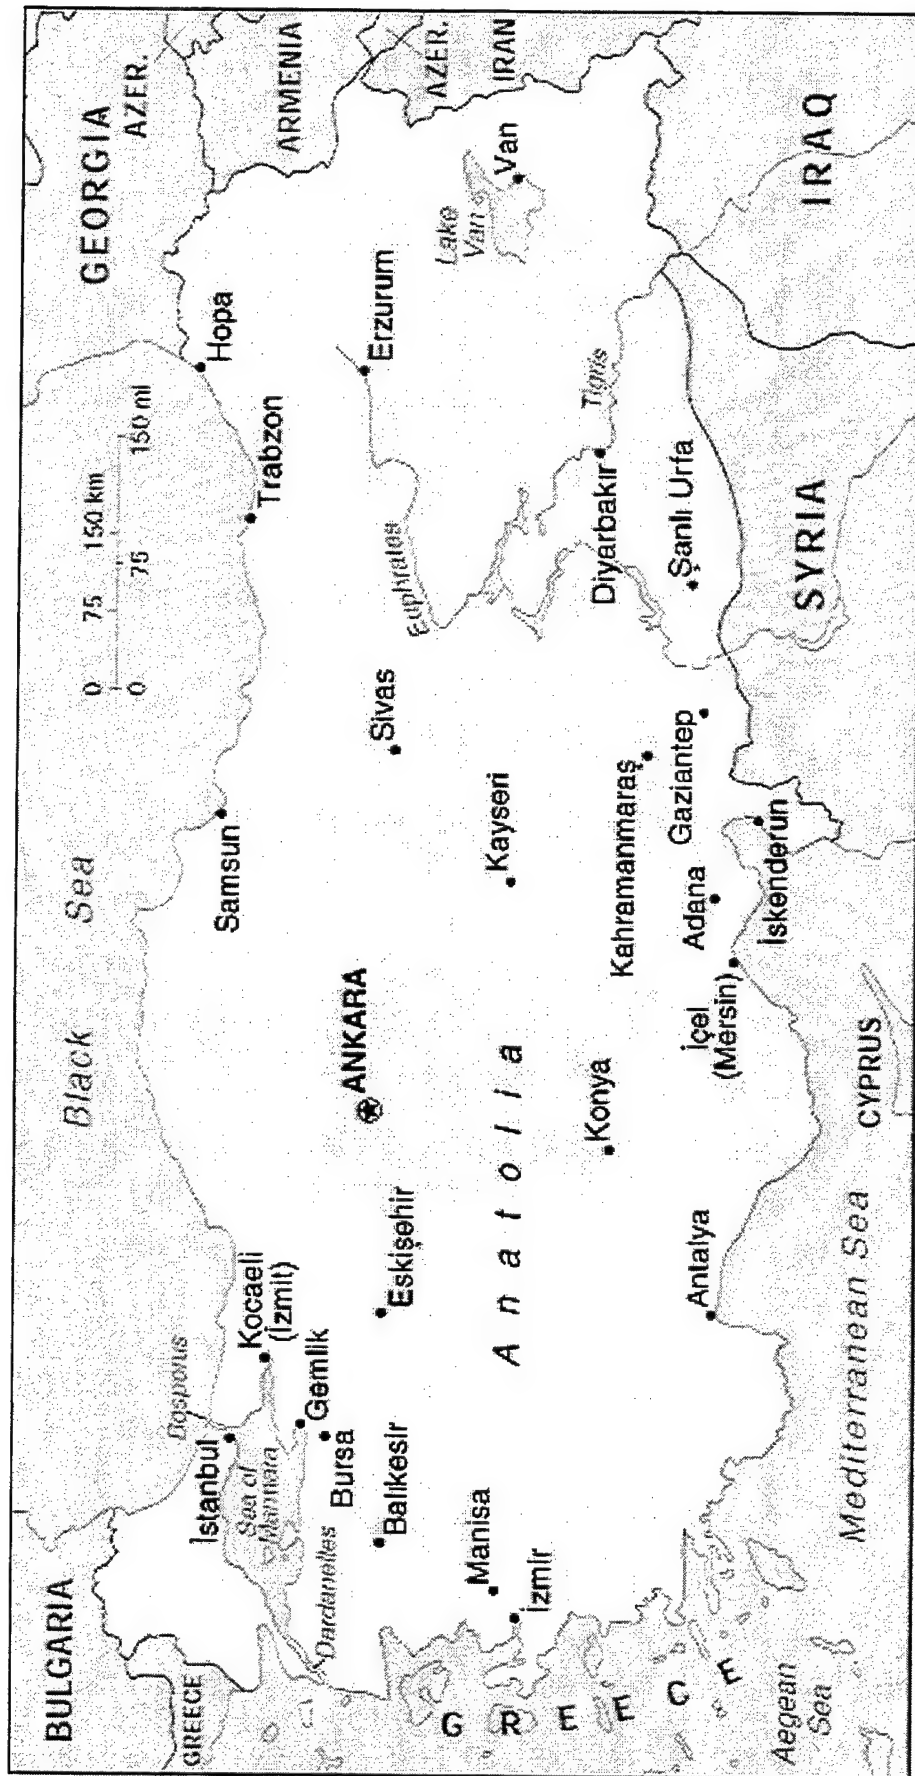 BULGARIA
GREECE
Black Sea
GEORGIA
AZER.
ARMENIA
AZER.
IRAN
0 75 150 km
0 75 150 mi
Bosporus
İstanbul
Sea of
Marmara
Kocaeli
(İzmit)
Gemlik
Bursa
Dardanelles
Balıkesir
Eskişehir
ANKARA
Samsun
Trabzon
Hopa
Sivas
Euphrates
Erzurum
Manisa
İzmir
Anatolia
Kayseri
Lake
Van
Van
Konya
Kahramanmaraş
Diyarbakır
Tigris
Antalya
İçel
(Mersin)
Adana
Gaziantep
Şanlı Urfa
İskenderun
GREECE
Aegean
Sea
Mediterranean Sea
CYPRUS
SYRIA
IRAQ